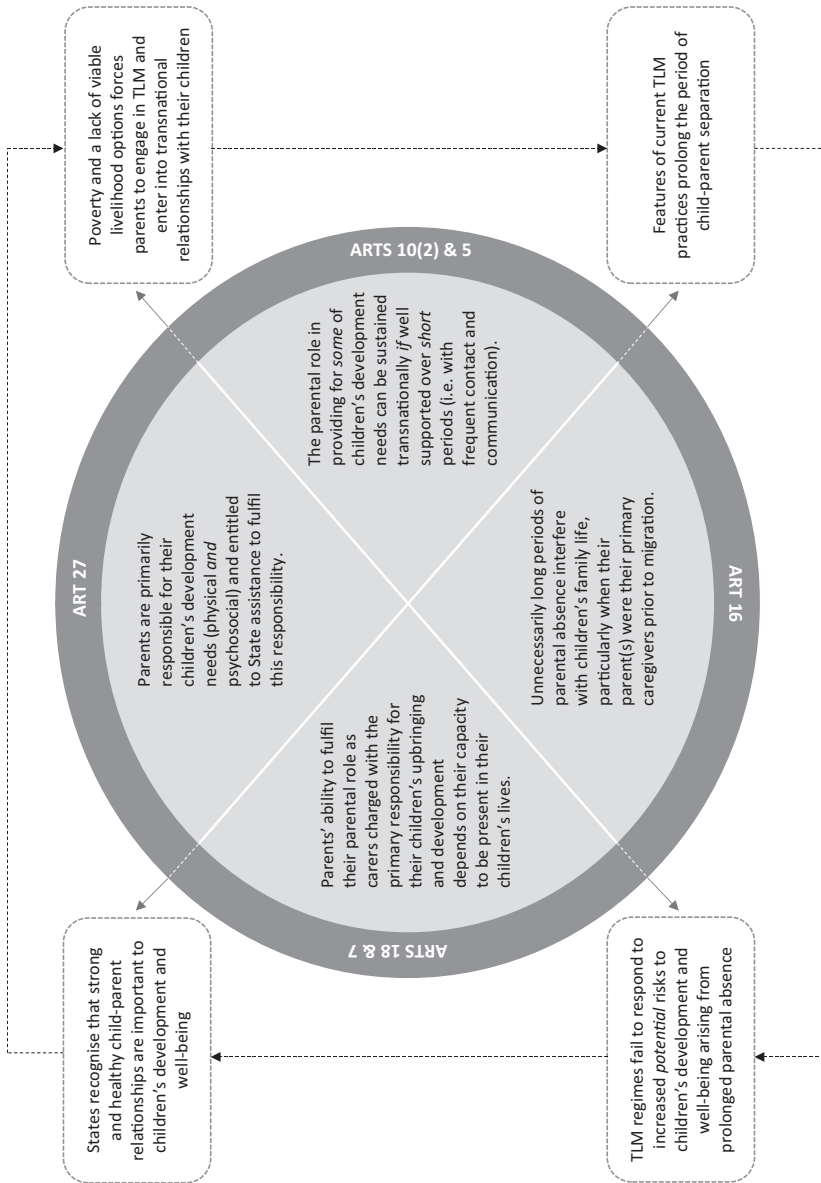 TLM regimes fail to respond to
increased potential risks to
children's development and
well-being arising from
prolonged parental absence
States recognise that strong
and healthy child-parent
relationships are important to
children's development and
well-being
ARTS 18 & 7
Parents' ability to fulfil
their parental role as
carers charged with the
primary responsibility for
their children's upbringing
and development
depends on their capacity
to be present in their
children's lives.
ART 16
Unnecessarily long periods of
parental absence interfere
with children's family life,
particularly when their
parent(s) were their primary
caregivers prior to migration.
Parents are primarily
responsible for their
children's development
needs (physical and
psychosocial) and entitled
to State assistance to fulfil
this responsibility.
ART 27
The parental role in
providing for some of
children's development
needs can be sustained
transnationally if well
supported over short
periods (i.e. with
frequent contact and
communication).
ARTS 10(2) & 5
Features of current TLM
practices prolong the period of
child-parent separation
Poverty and a lack of viable
livelihood options forces
parents to engage in TLM and
enter into transnational
relationships with their children